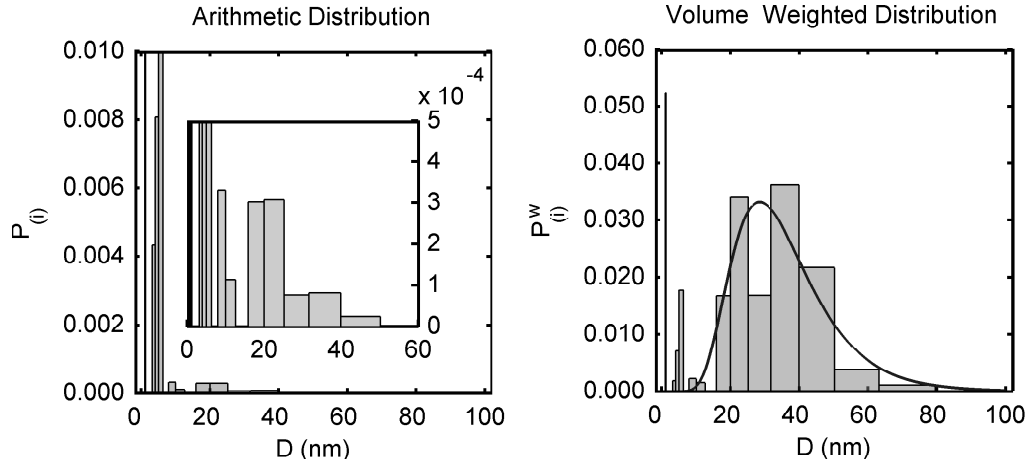 Arithmetic Distribution
0.010
0.008
0.006
0.004
0.002
0.000
P(i)
x 10-4
5
4
3
2
1
0
0 20 40 60
0 20 40 60 80 100
D (nm)
Volume Weighted Distribution
0.060
0.050
0.040
0.030
0.020
0.010
0.000
Pw(i)
0 20 40 60 80 100
D (nm)